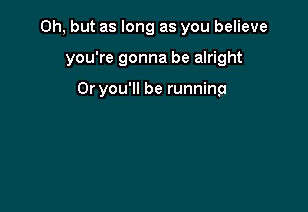 Oh, but as long as you believe
you're gonna be alright
Or you'll be running